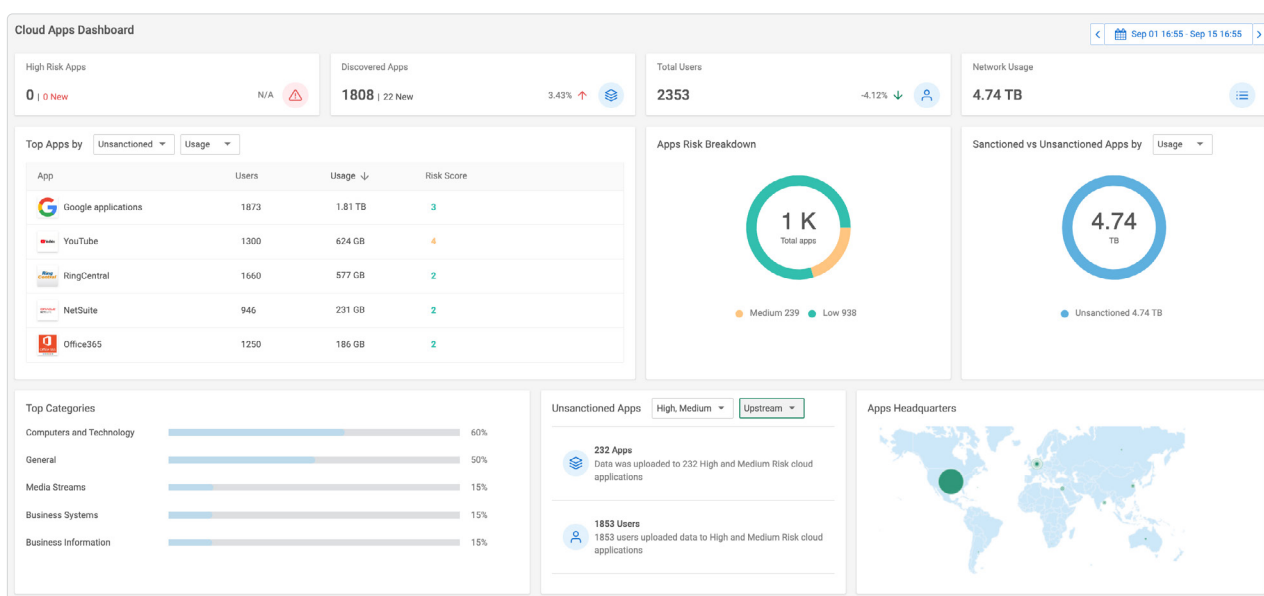 Cloud Apps Dashboard
Sep 01 16:55 - Sep 15 16:55
High Risk Apps
0 | 0 New
N/A
Discovered Apps
1808 | 22 New
3.43%
Total Users
2353
-4.12%
Network Usage
4.74 TB
Top Apps by Unsanctioned Usage
App Users Usage Risk Score
Google applications 1873 1.81 TB 3
YouTube 1300 624 GB 4
RingCentral 1660 577 GB 2
NetSuite 946 231 GB 2
Office365 1250 186 GB 2
Apps Risk Breakdown
1 K
Total apps
Medium 239 Low 938
Sanctioned vs Unsanctioned Apps by Usage
4.74
TB
Unsanctioned 4.74 TB
Top Categories
Computers and Technology 60%
General 50%
Media Streams 15%
Business Systems 15%
Business Information 15%
Unsanctioned Apps High, Medium Upstream
232 Apps
Data was uploaded to 232 High and Medium Risk cloud
applications
1853 Users
1853 users uploaded data to High and Medium Risk cloud
applications
Apps Headquarters